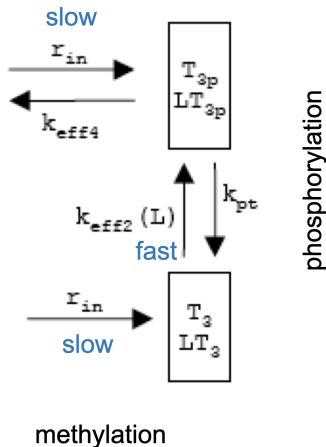 slow
r_in
k_eff4
T_3p
LT_3p
phosphorylation
k_eff2 (L)
k_pt
fast
r_in
slow
T_3
LT_3
methylation